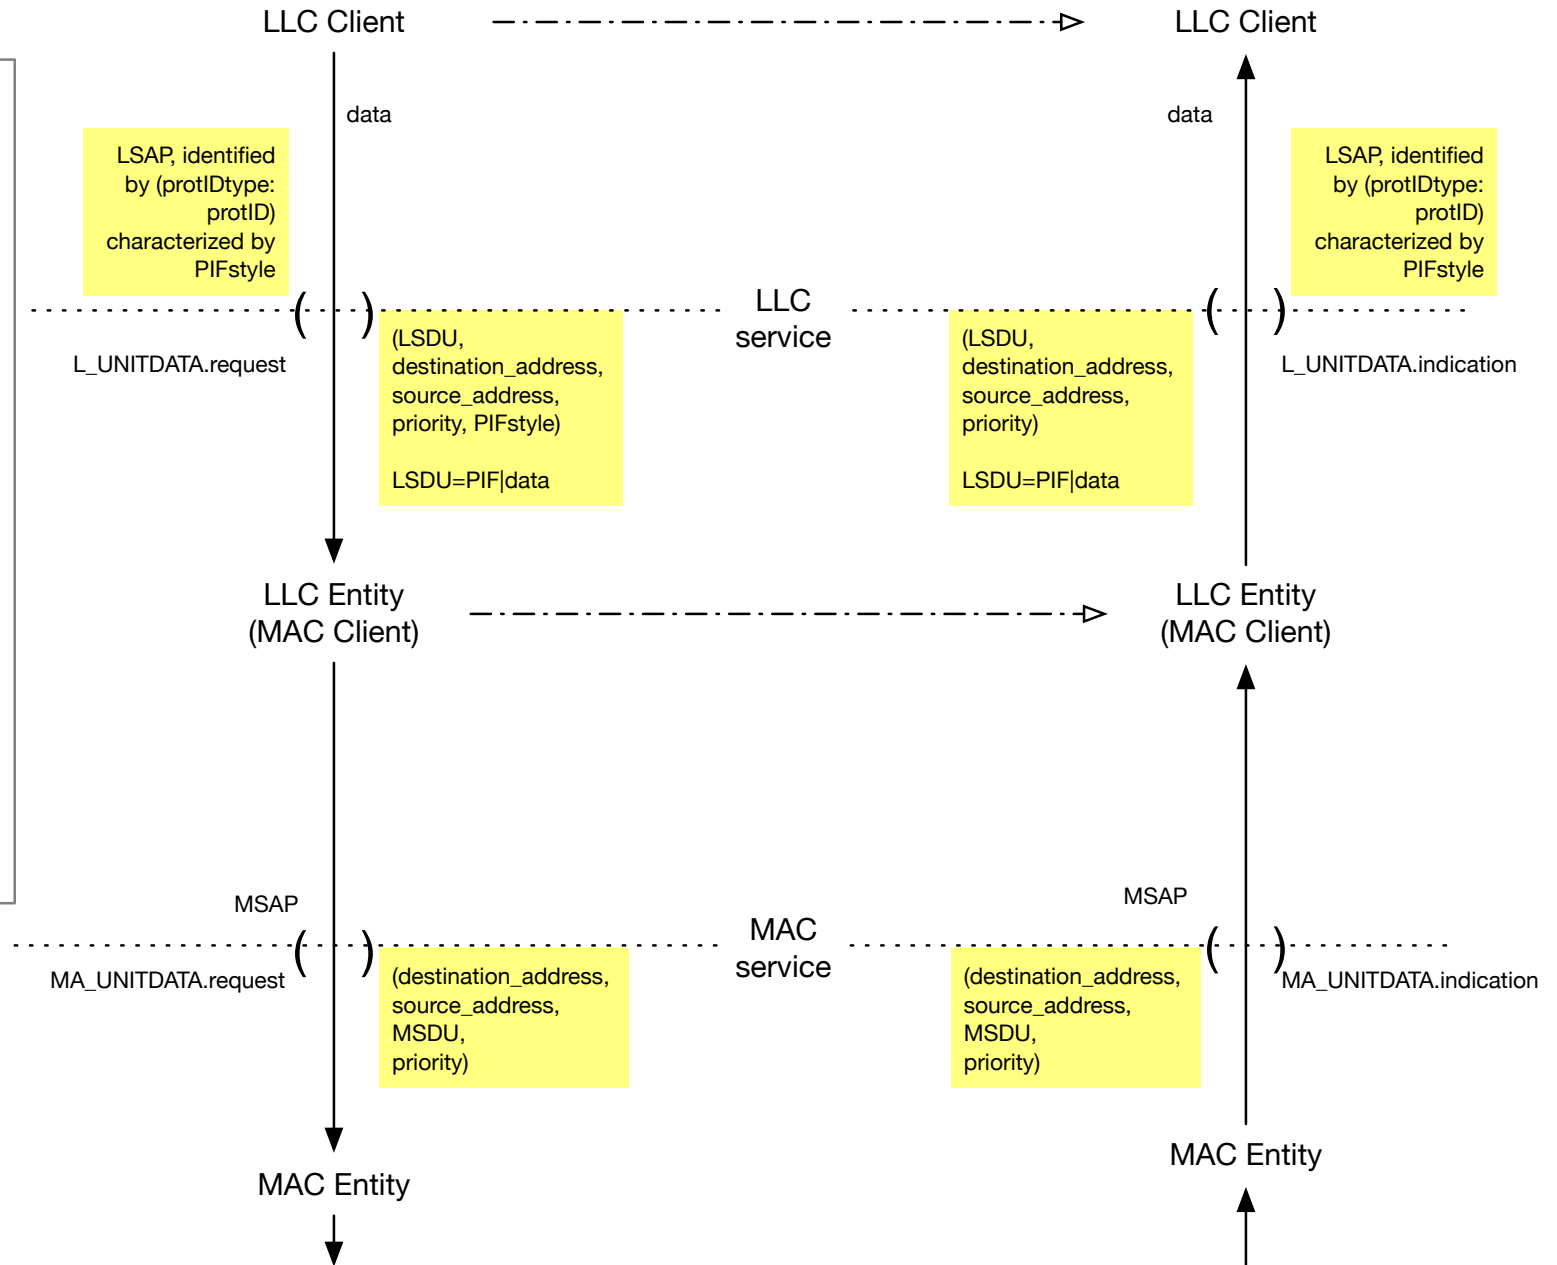 LLC Client
LLC Client
data
data
LSAP, identified
by (protIDtype:
protID)
characterized by
PIFstyle
LSAP, identified
by (protIDtype:
protID)
characterized by
PIFstyle
( )
LLC
service
( )
L_UNITDATA.request
(LSDU,
destination_address,
source_address,
priority, PIFstyle)
LSDU=PIF|data
(LSDU,
destination_address,
source_address,
priority)
LSDU=PIF|data
L_UNITDATA.indication
LLC Entity
(MAC Client)
LLC Entity
(MAC Client)
MSAP
MSAP
( )
MAC
service
( )
MA_UNITDATA.request
(destination_address,
source_address,
MSDU,
priority)
(destination_address,
source_address,
MSDU,
priority)
MA_UNITDATA.indication
MAC Entity
MAC Entity